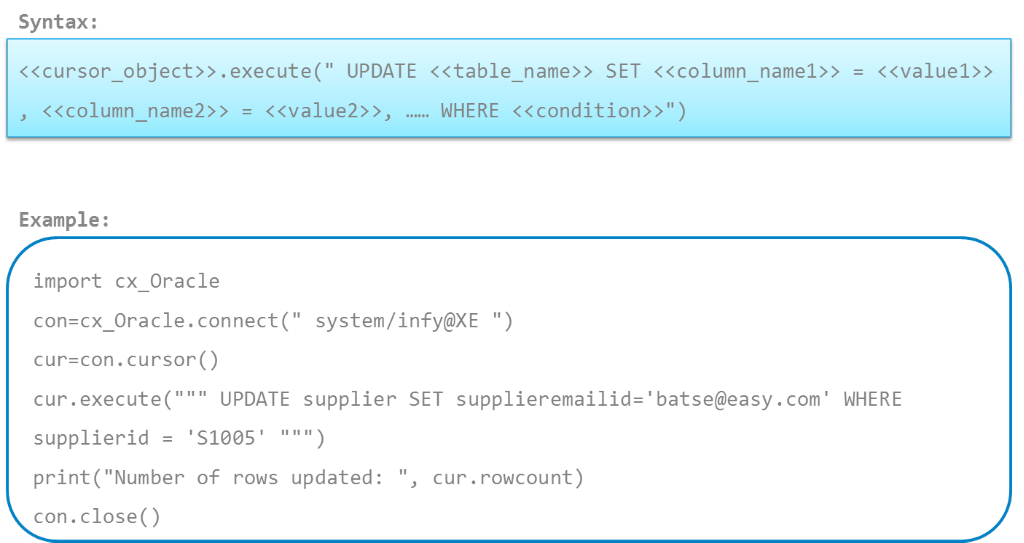 Syntax:
<<cursor_object>>.execute(" UPDATE <<table_name>> SET <<column_name1>> = <<value1>>
, <<column_name2>> = <<value2>>, …… WHERE <<condition>>")
Example:
import cx_Oracle
con=cx_Oracle.connect(" system/infy@XE ")
cur=con.cursor()
cur.execute(""" UPDATE supplier SET supplieremailid='batse@easy.com' WHERE
supplierid = 'S1005' """)
print("Number of rows updated: ", cur.rowcount)
con.close()